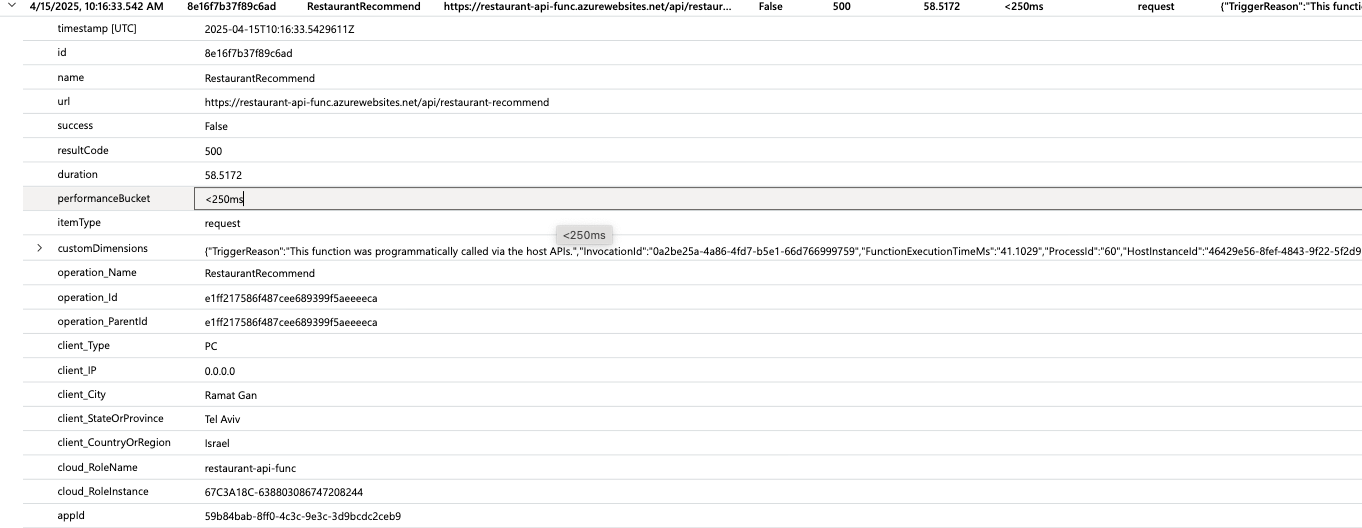 4/15/2025, 10:16:33.542 AM 8e16f7b37f89c6ad RestaurantRecommend https://restaurant-api-func.azurewebsites.net/api/restaur... False 500 58.5172 <250ms request {"TriggerReason":"This functi
timestamp [UTC] 2025-04-15T10:16:33.5429611Z
id 8e16f7b37f89c6ad
name RestaurantRecommend
url https://restaurant-api-func.azurewebsites.net/api/restaurant-recommend
success False
resultCode 500
duration 58.5172
performanceBucket <250ms
itemType request
<250ms
customDimensions {"TriggerReason":"This function was programmatically called via the host APIs.","InvocationId":"0a2be25a-4a86-4fd7-b5e1-66d766999759","FunctionExecutionTimeMs":"41.1029","ProcessId":"60","HostInstanceId":"46429e56-8fef-4843-9f22-5f2d9
operation_Name RestaurantRecommend
operation_Id e1ff217586f487cee689399f5aeeeeca
operation_ParentId e1ff217586f487cee689399f5aeeeeca
client_Type PC
client_IP 0.0.0.0
client_City Ramat Gan
client_StateOrProvince Tel Aviv
client_CountryOrRegion Israel
cloud_RoleName restaurant-api-func
cloud_RoleInstance 67C3A18C-638803086747208244
appId 59b84bab-8ff0-4c3c-9e3c-3d9bcdc2ceb9